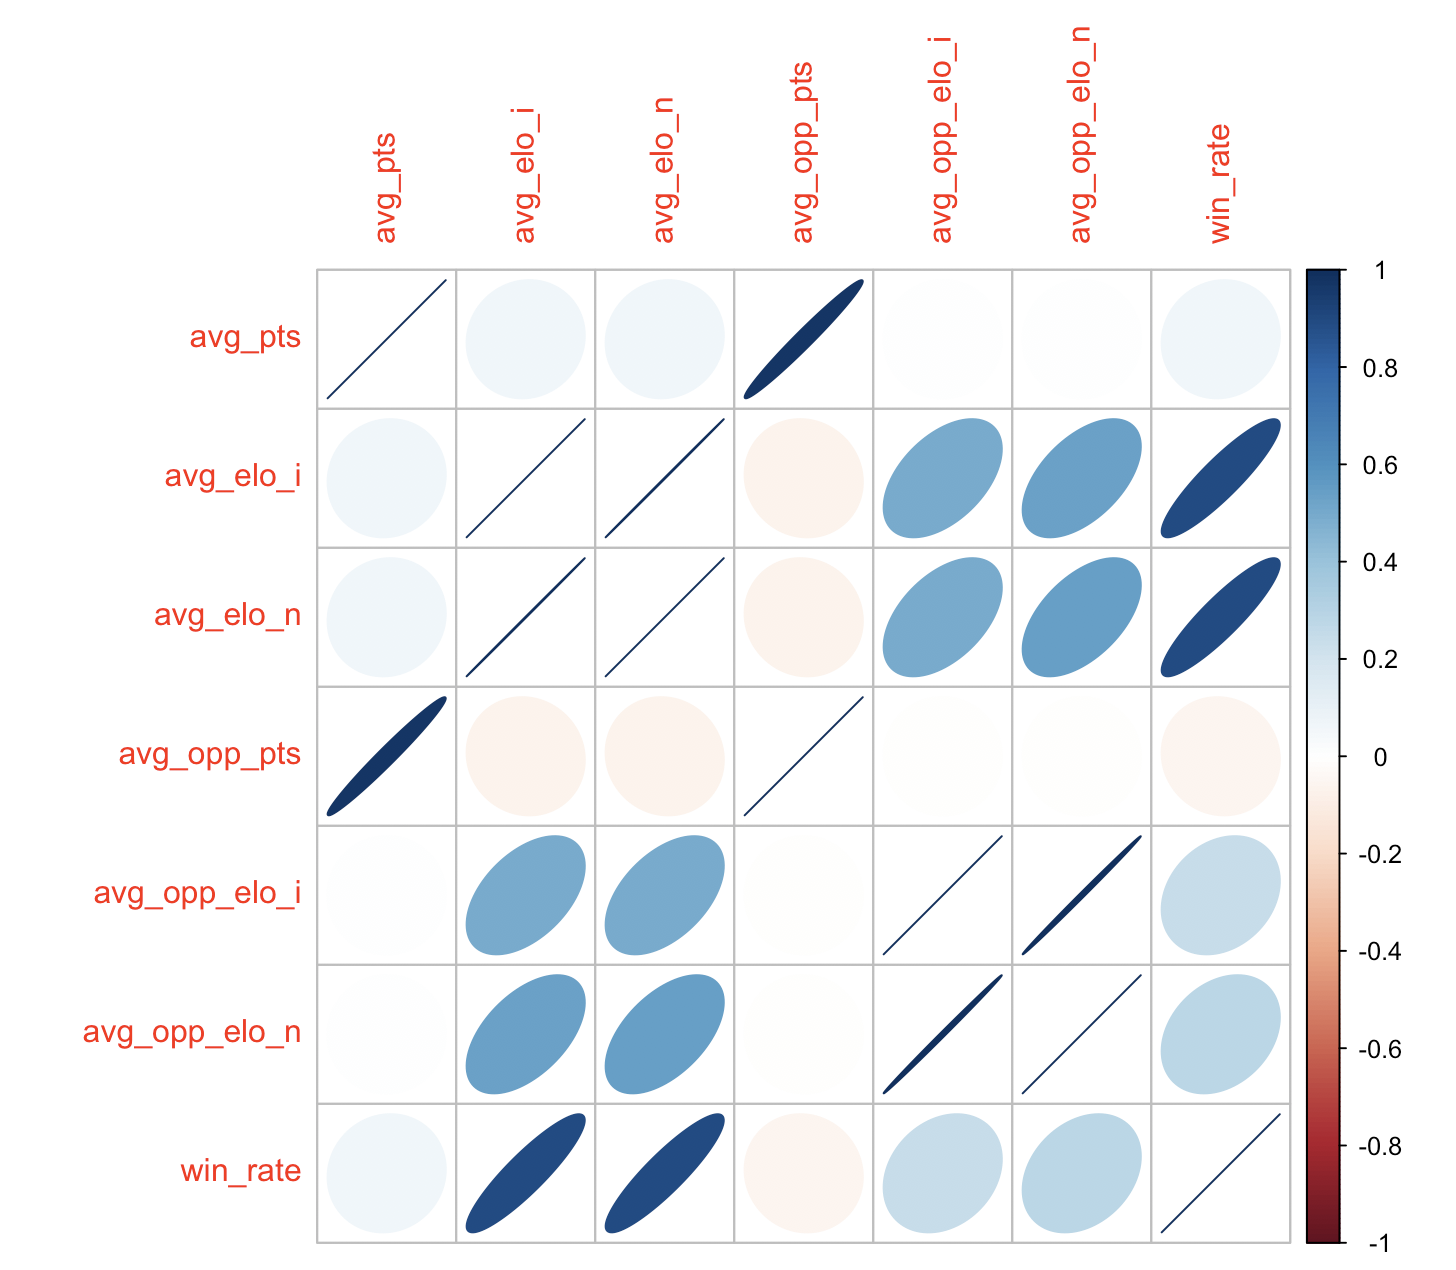 avg_pts
avg_elo_i
avg_elo_n
avg_opp_pts
avg_opp_elo_i
avg_opp_elo_n
win_rate
avg_pts
avg_elo_i
avg_elo_n
avg_opp_pts
avg_opp_elo_i
avg_opp_elo_n
win_rate
1
0.8
0.6
0.4
0.2
0
-0.2
-0.4
-0.6
-0.8
-1